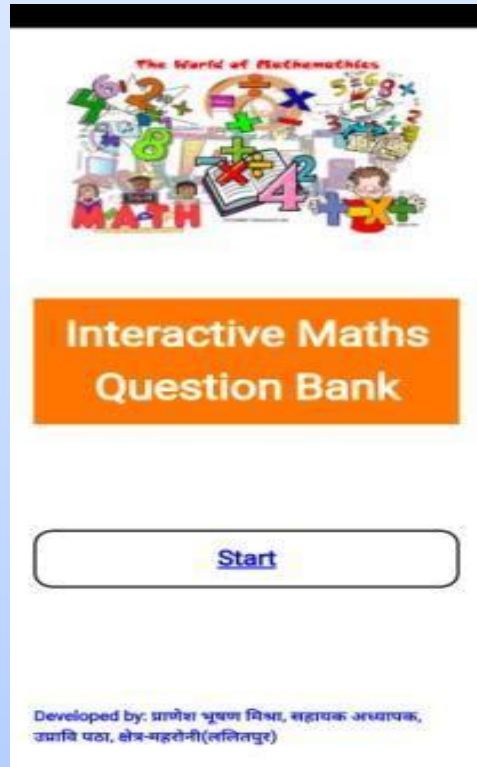 The World of Mathemathics
MATH
Interactive Maths
Question Bank
Start
Developed by: प्राणेश भूषण मिश्रा, सहायक अध्यापक,
उप्रावि पठा, क्षेत्र-महरोनी(ललितपुर)